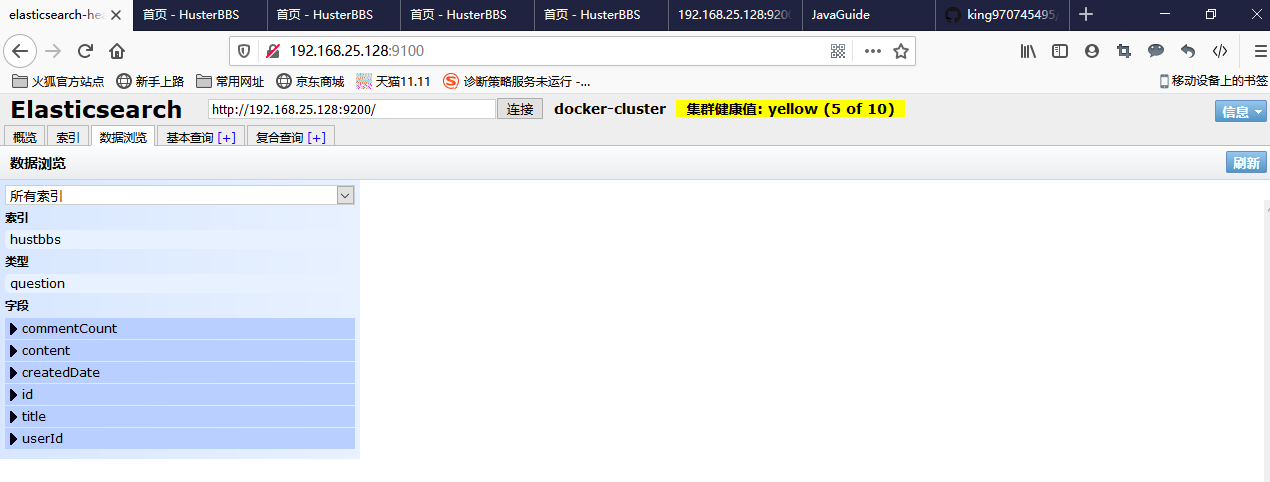 elasticsearch-hea 首页 - HusterBBS 首页 - HusterBBS 首页 - HusterBBS 首页 - HusterBBS 192.168.25.128:920 JavaGuide king970745495/
192.168.25.128:9100
火狐官方站点 新手上路 常用网址 京东商城 天猫11.11 诊断策略服务未运行 -... 移动设备上的书签
Elasticsearch http://192.168.25.128:9200/ 连接 docker-cluster 集群健康值: yellow (5 of 10) 信息
概览 索引 数据浏览 基本查询 [+] 复合查询 [+]
数据浏览 刷新
所有索引
索引
hustbbs
类型
question
字段
commentCount
content
createdDate
id
title
userId